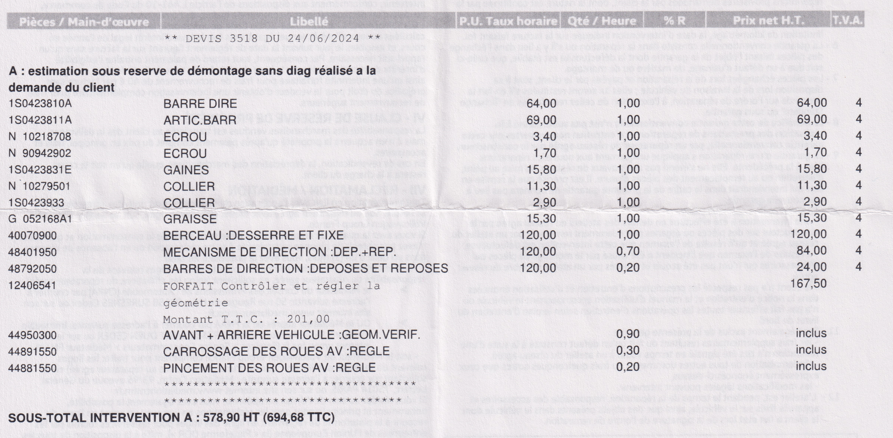 Pièces / Main-d'œuvre Libellé P.U. Taux horaire Qté / Heure % R Prix net H.T. T.V.A.
** DEVIS 3518 DU 24/06/2024 **
A : estimation sous reserve de démontage sans diag réalisé a la
demande du client
1S0423810A BARRE DIRE 64,00 1,00 64,00 4
1S0423811A ARTIC.BARR 69,00 1,00 69,00 4
N 10218708 ECROU 3,40 1,00 3,40 4
N 90942902 ECROU 1,70 1,00 1,70 4
1S0423831E GAINES 15,80 1,00 15,80 4
N 10279501 COLLIER 11,30 1,00 11,30 4
1S0423933 COLLIER 2,90 1,00 2,90 4
G 052168A1 GRAISSE 15,30 1,00 15,30 4
40070900 BERCEAU :DESSERRE ET FIXE 120,00 1,00 120,00 4
48401950 MECANISME DE DIRECTION :DEP.+REP. 120,00 0,70 84,00 4
48792050 BARRES DE DIRECTION :DEPOSES ET REPOSES 120,00 0,20 24,00 4
12406541 FORFAIT Contrôler et régler la 167,50
géométrie
Montant T.T.C. : 201,00
44950300 AVANT + ARRIERE VEHICULE :GEOM.VERIF. 0,90 inclus
44891550 CARROSSAGE DES ROUES AV :REGLE 0,30 inclus
44881550 PINCEMENT DES ROUES AV :REGLE 0,20 inclus
**********************************
********************************
SOUS-TOTAL INTERVENTION A : 578,90 HT (694,68 TTC)